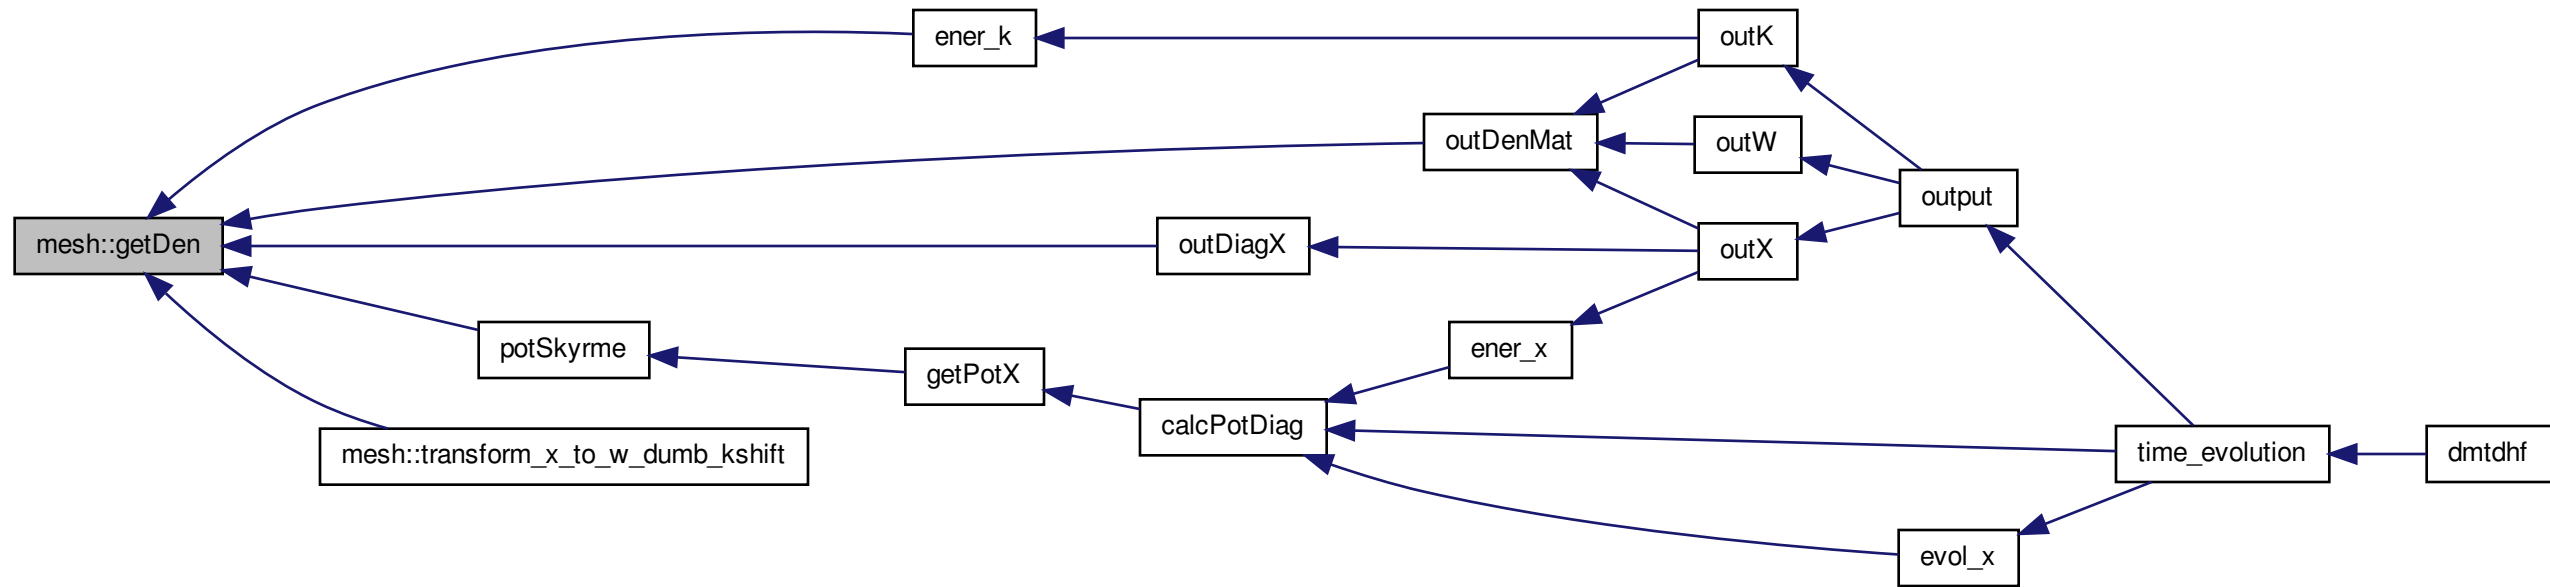 ener_k
outK
outDenMat
outW
output
mesh::getDen
outDiagX
outX
potSkyrme
getPotX
ener_x
calcPotDiag
mesh::transform_x_to_w_dumb_kshift
time_evolution
dmtdhf
evol_x